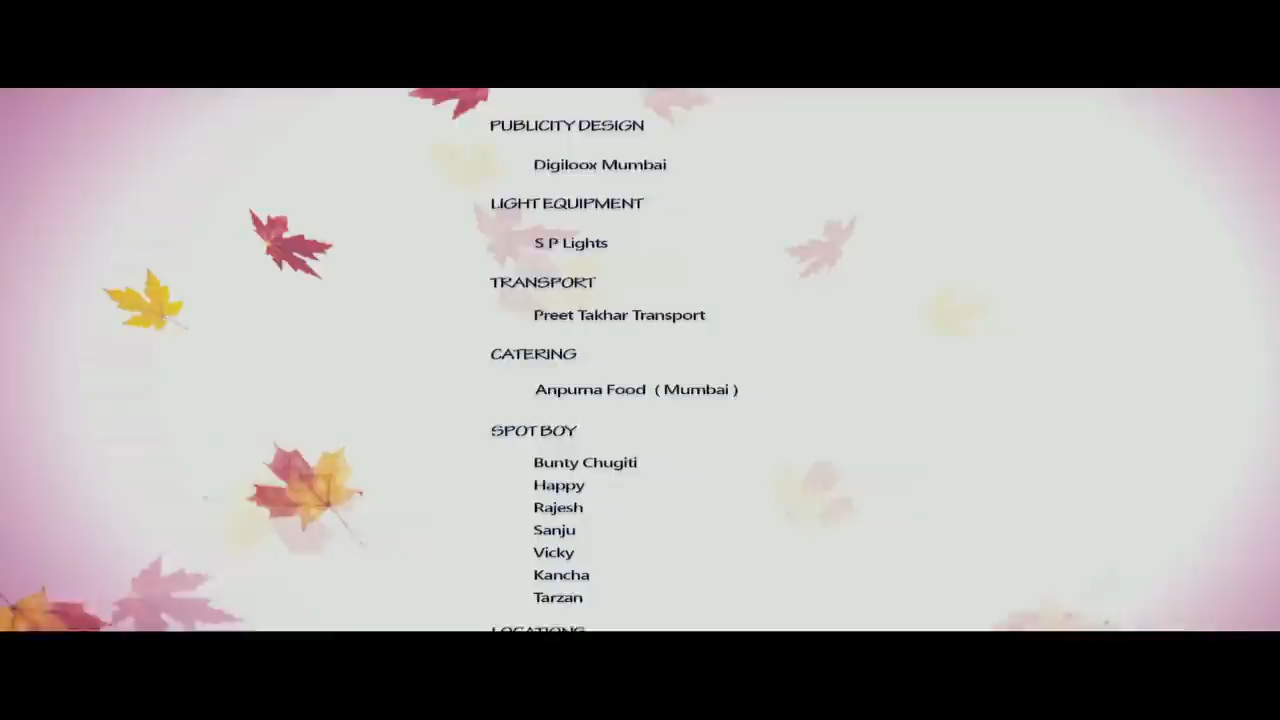 PUBLICITY DESIGN
Digiloox Mumbai
LIGHT EQUIPMENT
S P Lights
TRANSPORT
Preet Takhar Transport
CATERING
Anpurna Food ( Mumbai )
SPOT BOY
Bunty Chugiti
Happy
Rajesh
Sanju
Vicky
Kancha
Tarzan
LOCATIONS